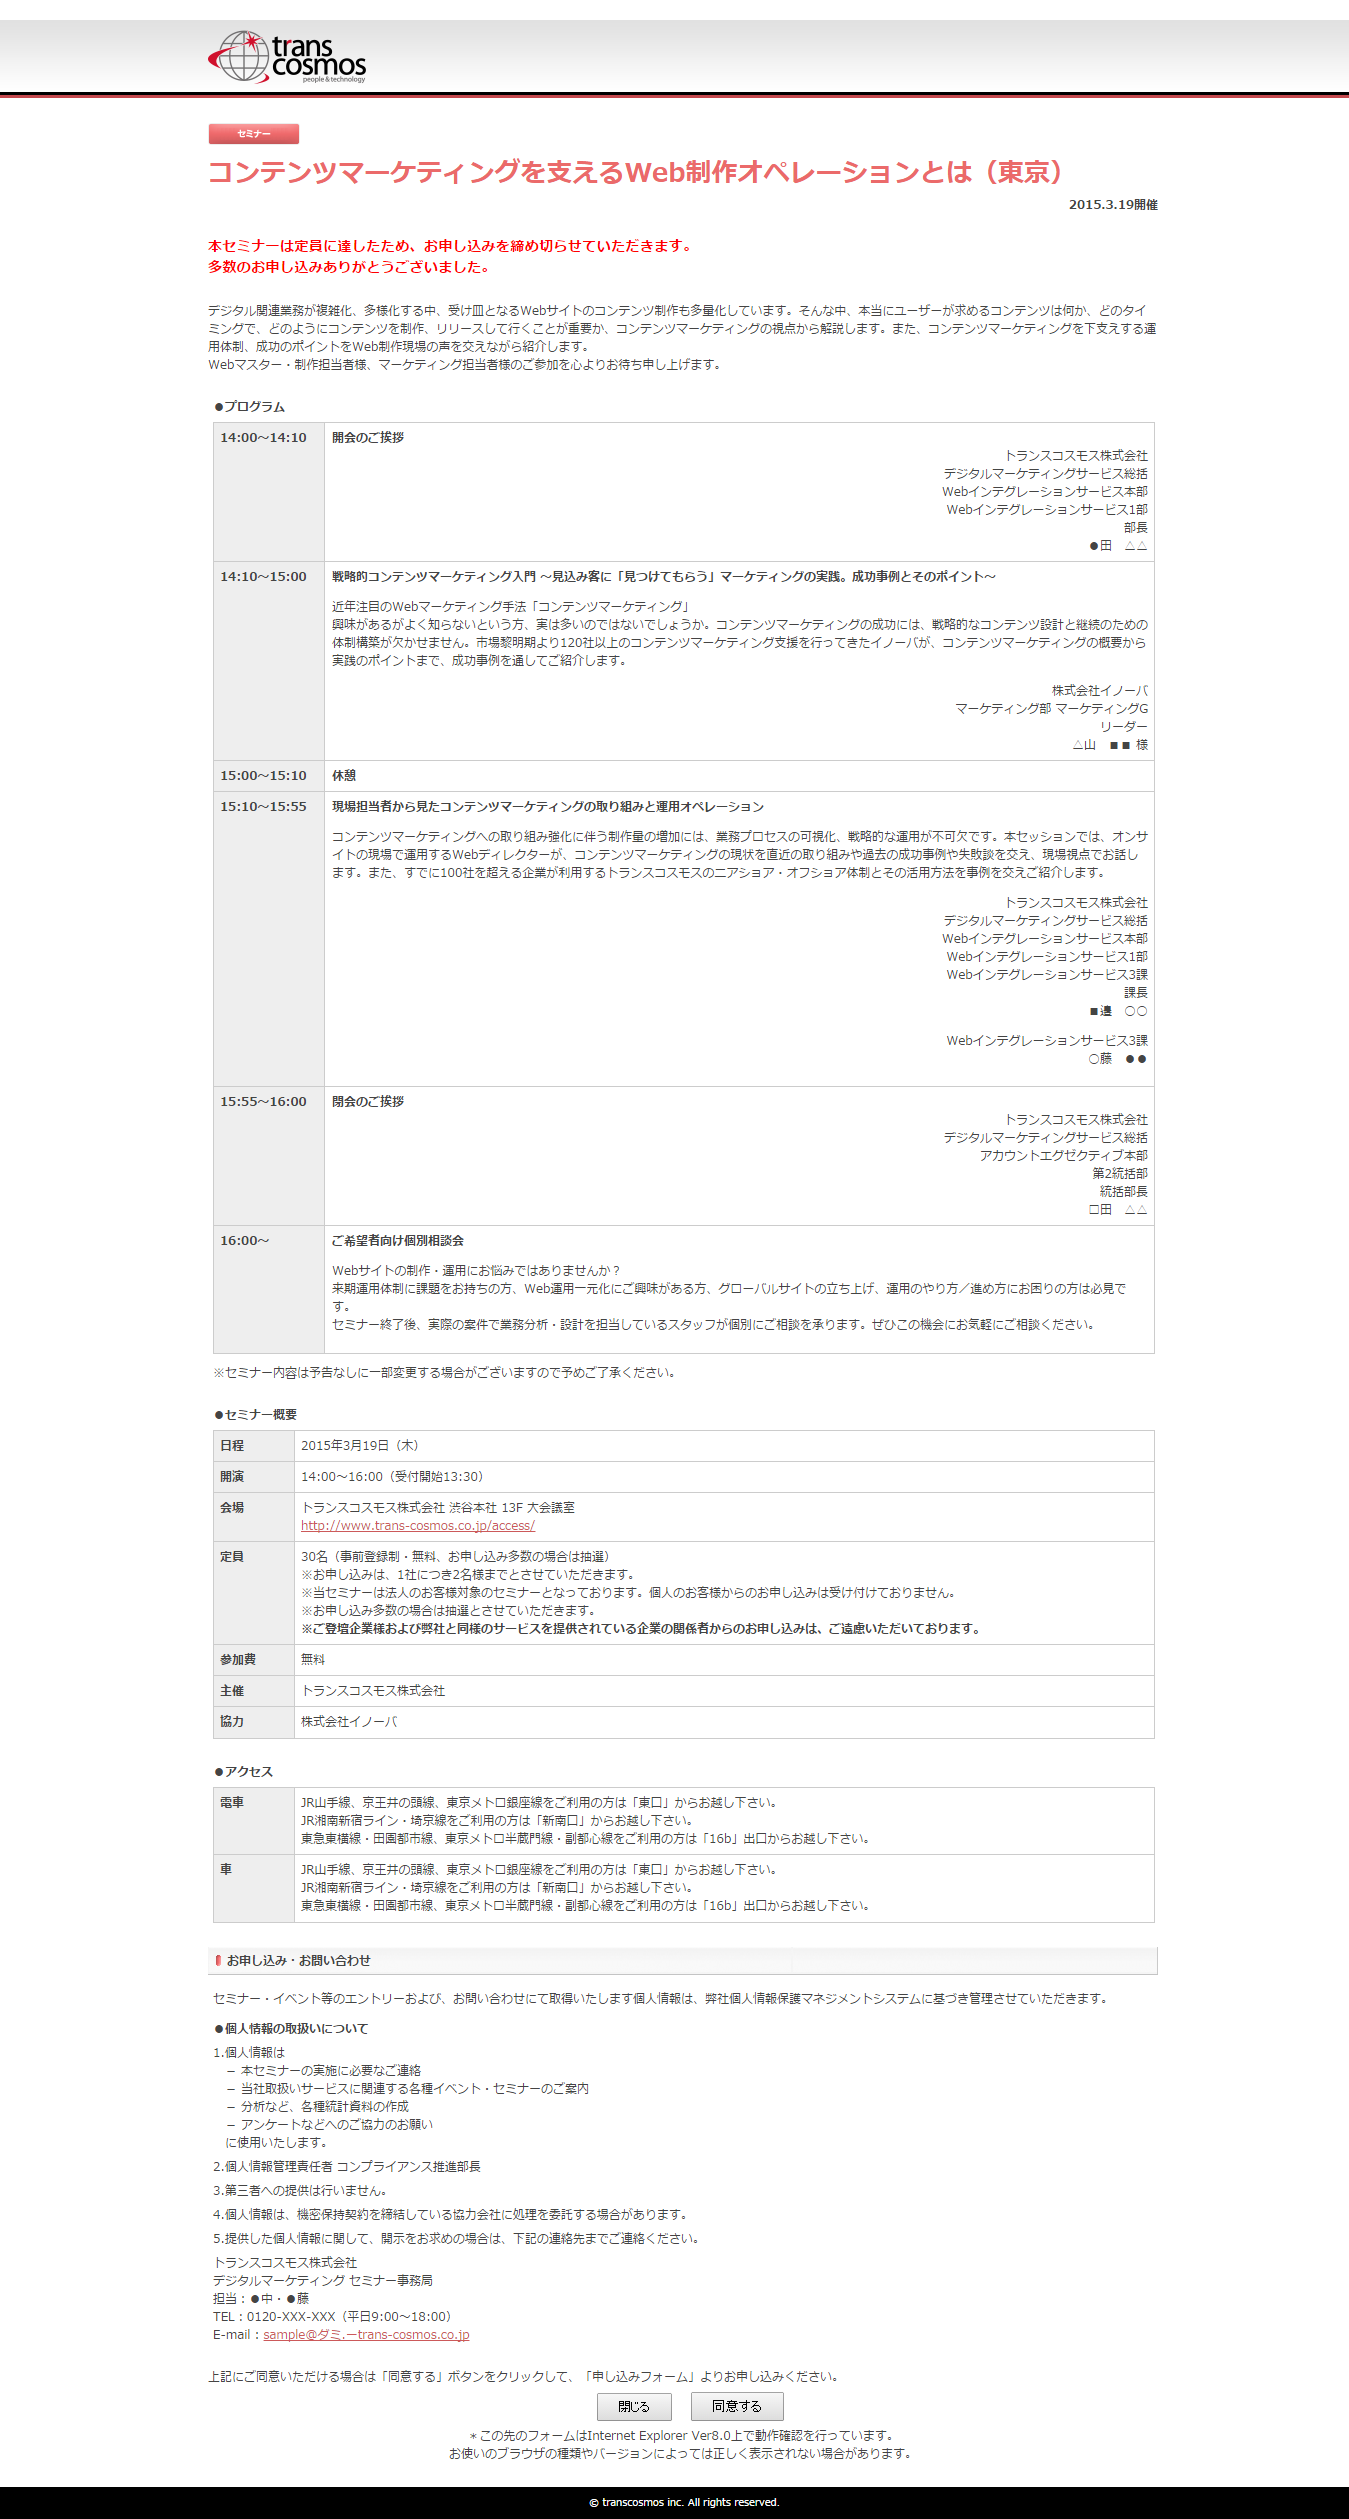 trans
cosmos
people & technology
セミナー
コンテンツマーケティングを支えるWeb制作オペレーションとは（東京）
2015.3.19開催
本セミナーは定員に達したため、お申し込みを締め切らせていただきます。
多数のお申し込みありがとうございました。
デジタル関連業務が複雑化、多様化する中、受け皿となるWebサイトのコンテンツ制作も多量化しています。そんな中、本当にユーザーが求めるコンテンツは何か、どのタイ
ミングで、どのようにコンテンツを制作、リリースして行くことが重要か、コンテンツマーケティングの視点から解説します。また、コンテンツマーケティングを下支えする運
用体制、成功のポイントをWeb制作現場の声を交えながら紹介します。
Webマスター・制作担当者様、マーケティング担当者様のご参加を心よりお待ち申し上げます。
●プログラム
14:00～14:10 開会のご挨拶
トランスコスモス株式会社
デジタルマーケティングサービス総括
Webインテグレーションサービス本部
Webインテグレーションサービス1部
部長
●田　△△
14:10～15:00 戦略的コンテンツマーケティング入門 ～見込み客に「見つけてもらう」マーケティングの実践。成功事例とそのポイント～
近年注目のWebマーケティング手法「コンテンツマーケティング」
興味があるがよく知らないという方、実は多いのではないでしょうか。コンテンツマーケティングの成功には、戦略的なコンテンツ設計と継続のための
体制構築が欠かせません。市場黎明期より120社以上のコンテンツマーケティング支援を行ってきたイノーバが、コンテンツマーケティングの概要から
実践のポイントまで、成功事例を通してご紹介します。
株式会社イノーバ
マーケティング部 マーケティングG
リーダー
△山　■■ 様
15:00～15:10 休憩
15:10～15:55 現場担当者から見たコンテンツマーケティングの取り組みと運用オペレーション
コンテンツマーケティングへの取り組み強化に伴う制作量の増加には、業務プロセスの可視化、戦略的な運用が不可欠です。本セッションでは、オンサ
イトの現場で運用するWebディレクターが、コンテンツマーケティングの現状を直近の取り組みや過去の成功事例や失敗談を交え、現場視点でお話し
ます。また、すでに100社を超える企業が利用するトランスコスモスのニアショア・オフショア体制とその活用方法を事例を交えご紹介します。
トランスコスモス株式会社
デジタルマーケティングサービス総括
Webインテグレーションサービス本部
Webインテグレーションサービス1部
Webインテグレーションサービス3課
課長
■邉　○○
Webインテグレーションサービス3課
○藤　●●
15:55～16:00 閉会のご挨拶
トランスコスモス株式会社
デジタルマーケティングサービス総括
アカウントエグゼクティブ本部
第2統括部
統括部長
□田　△△
16:00～ ご希望者向け個別相談会
Webサイトの制作・運用にお悩みではありませんか？
来期運用体制に課題をお持ちの方、Web運用一元化にご興味がある方、グローバルサイトの立ち上げ、運用のやり方／進め方にお困りの方は必見で
す。
セミナー終了後、実際の案件で業務分析・設計を担当しているスタッフが個別にご相談を承ります。ぜひこの機会にお気軽にご相談ください。
※セミナー内容は予告なしに一部変更する場合がございますので予めご了承ください。
●セミナー概要
日程 2015年3月19日（木）
開演 14:00～16:00（受付開始13:30）
会場 トランスコスモス株式会社 渋谷本社 13F 大会議室
http://www.trans-cosmos.co.jp/access/
定員 30名（事前登録制・無料、お申し込み多数の場合は抽選）
※お申し込みは、1社につき2名様までとさせていただきます。
※当セミナーは法人のお客様対象のセミナーとなっております。個人のお客様からのお申し込みは受け付けておりません。
※お申し込み多数の場合は抽選とさせていただきます。
※ご登壇企業様および弊社と同様のサービスを提供されている企業の関係者からのお申し込みは、ご遠慮いただいております。
参加費 無料
主催 トランスコスモス株式会社
協力 株式会社イノーバ
●アクセス
電車 JR山手線、京王井の頭線、東京メトロ銀座線をご利用の方は「東口」からお越し下さい。
JR湘南新宿ライン・埼京線をご利用の方は「新南口」からお越し下さい。
東急東横線・田園都市線、東京メトロ半蔵門線・副都心線をご利用の方は「16b」出口からお越し下さい。
車 JR山手線、京王井の頭線、東京メトロ銀座線をご利用の方は「東口」からお越し下さい。
JR湘南新宿ライン・埼京線をご利用の方は「新南口」からお越し下さい。
東急東横線・田園都市線、東京メトロ半蔵門線・副都心線をご利用の方は「16b」出口からお越し下さい。
お申し込み・お問い合わせ
セミナー・イベント等のエントリーおよび、お問い合わせにて取得いたします個人情報は、弊社個人情報保護マネジメントシステムに基づき管理させていただきます。
●個人情報の取扱いについて
1.個人情報は
－ 本セミナーの実施に必要なご連絡
－ 当社取扱いサービスに関連する各種イベント・セミナーのご案内
－ 分析など、各種統計資料の作成
－ アンケートなどへのご協力のお願い
に使用いたします。
2.個人情報管理責任者 コンプライアンス推進部長
3.第三者への提供は行いません。
4.個人情報は、機密保持契約を締結している協力会社に処理を委託する場合があります。
5.提供した個人情報に関して、開示をお求めの場合は、下記の連絡先までご連絡ください。
トランスコスモス株式会社
デジタルマーケティング セミナー事務局
担当：●中・●藤
TEL：0120-XXX-XXX（平日9:00～18:00）
E-mail：sample@ダミ.ーtrans-cosmos.co.jp
上記にご同意いただける場合は「同意する」ボタンをクリックして、「申し込みフォーム」よりお申し込みください。
閉じる 同意する
＊この先のフォームはInternet Explorer Ver8.0上で動作確認を行っています。
お使いのブラウザの種類やバージョンによっては正しく表示されない場合があります。
© transcosmos inc. All rights reserved.